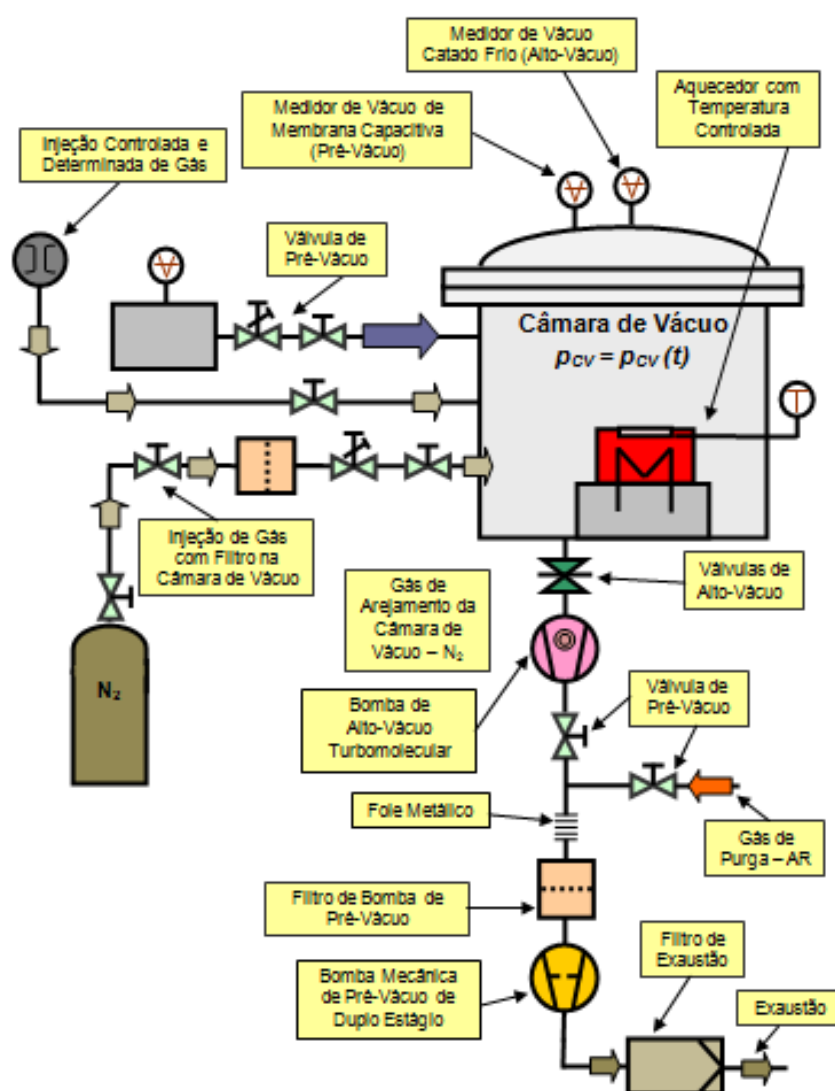 Medidor de Vácuo
Catado Frio (Alto-Vácuo)
Medidor de Vácuo de
Membrana Capacitiva
(Pré-Vácuo)
Aquecedor com
Temperatura
Controlada
Injeção Controlada e
Determinada de Gás
Válvula de
Pré-Vácuo
Câmara de Vácuo
pCV = pCV (t)
T
Injeção de Gás
com Filtro na
Câmara de Vácuo
Gás de
Arejamento da
Câmara de
Vácuo – N₂
Válvulas de
Alto-Vácuo
N₂
Bomba de
Alto-Vácuo
Turbomolecular
Válvula de
Pré-Vácuo
Fole Metálico
Gás de
Purga – AR
Filtro de Bomba de
Pré-Vácuo
Filtro de
Exaustão
Bomba Mecânica
de Pré-Vácuo de
Duplo Estágio
Exaustão